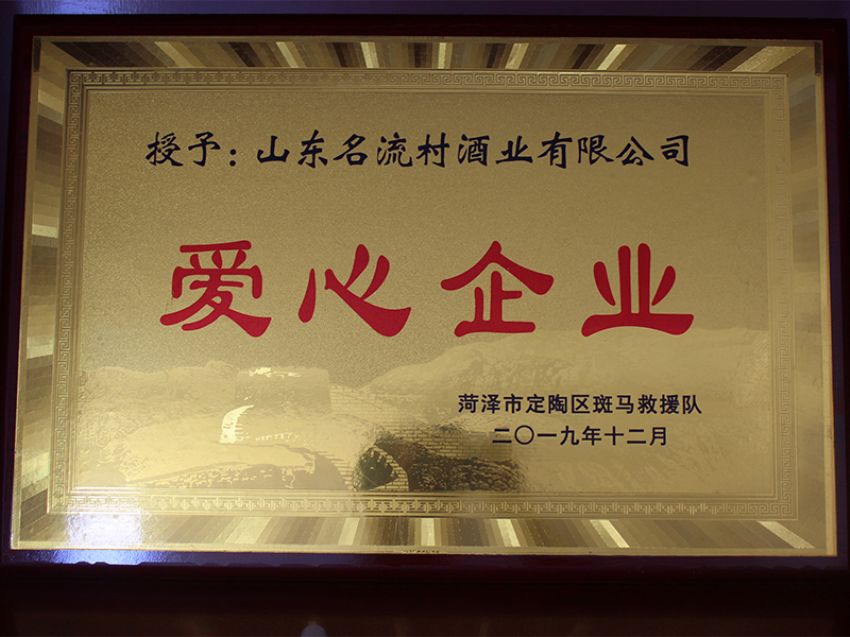 授予：山东名流村酒业有限公司
爱心企业
菏泽市定陶区斑马救援队
二〇一九年十二月